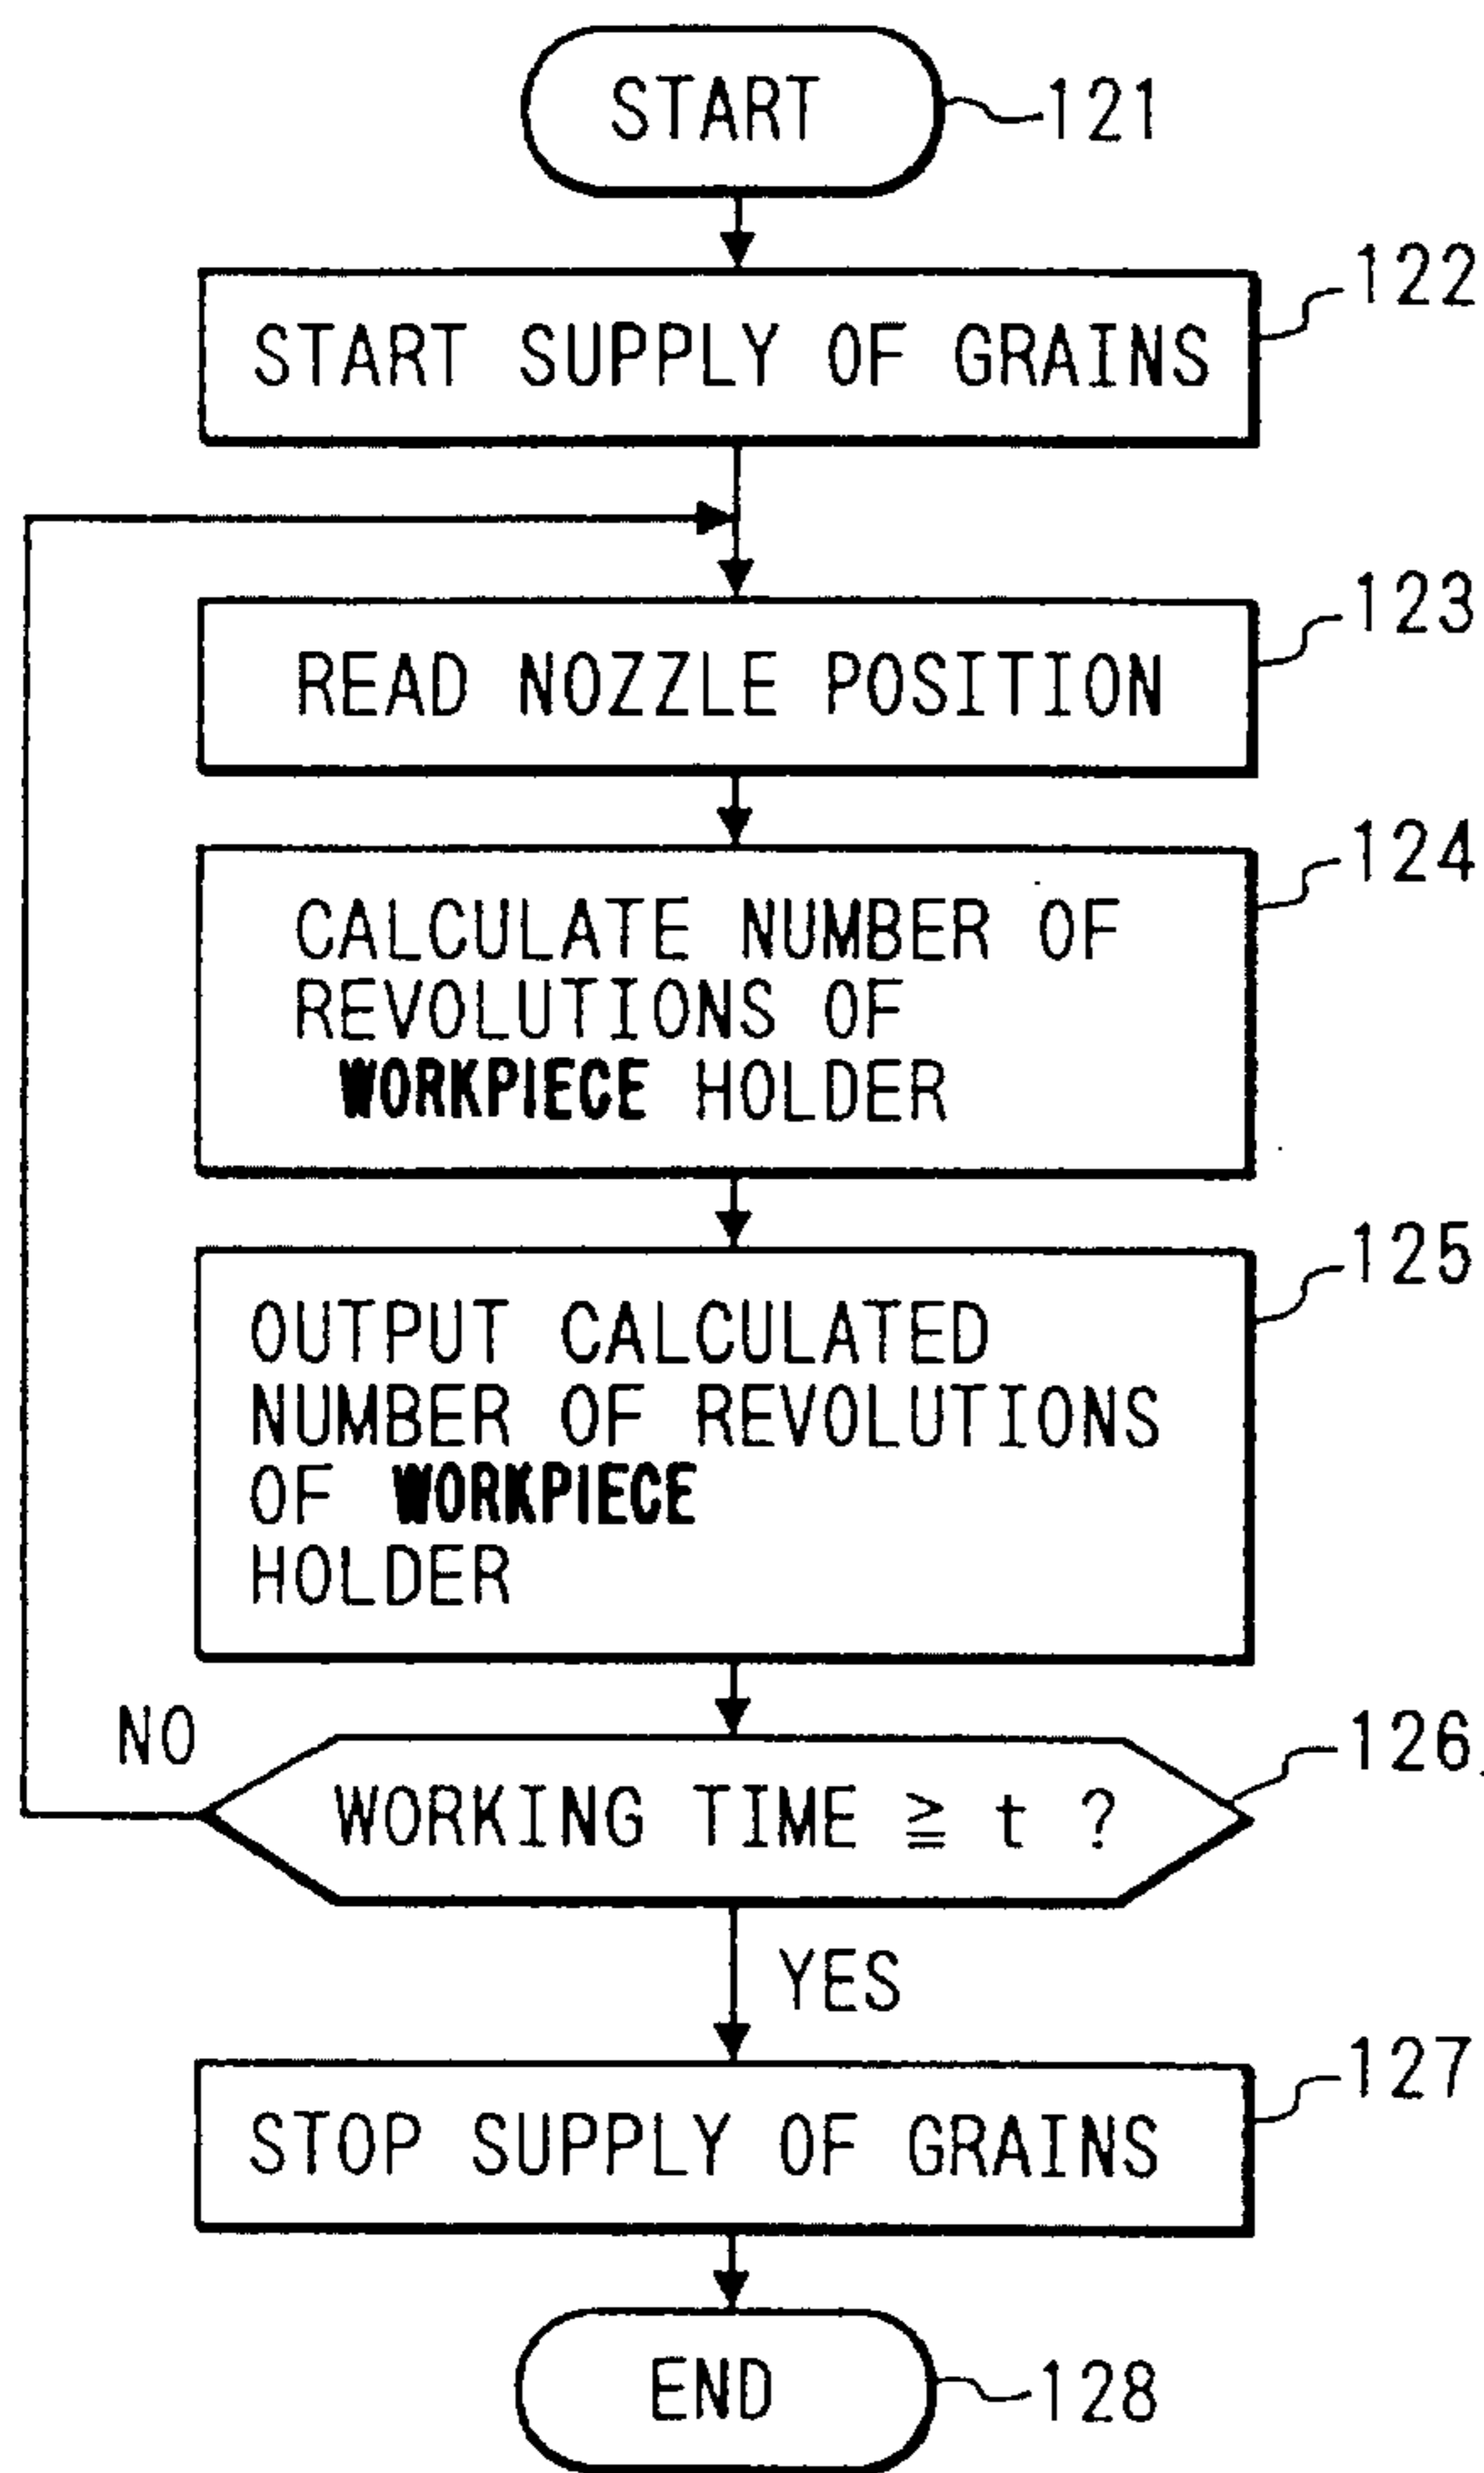 START
121
122
START SUPPLY OF GRAINS
123
READ NOZZLE POSITION
124
CALCULATE NUMBER OF
REVOLUTIONS OF
WORKPIECE HOLDER
125
OUTPUT CALCULATED
NUMBER OF REVOLUTIONS
OF WORKPIECE
HOLDER
NO
126
WORKING TIME ≧ t ?
YES
127
STOP SUPPLY OF GRAINS
END
128